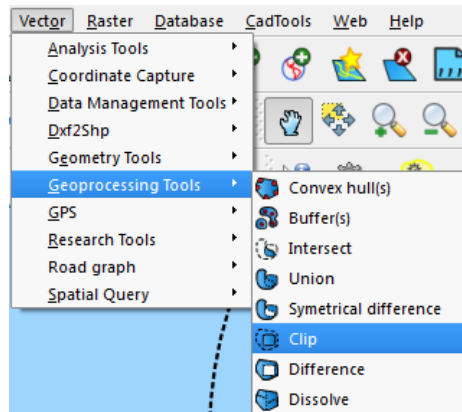 Vector Raster Database CadTools Web Help
Analysis Tools
Coordinate Capture
Data Management Tools
Dxf2Shp
Geometry Tools
Geoprocessing Tools
GPS
Research Tools
Road graph
Spatial Query
Convex hull(s)
Buffer(s)
Intersect
Union
Symetrical difference
Clip
Difference
Dissolve